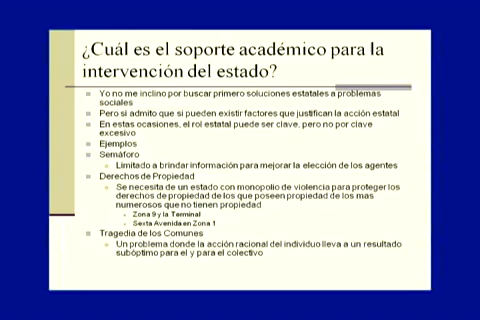 ¿Cuál es el soporte académico para la
intervención del estado?
Yo no me inclino por buscar primero soluciones estatales a problemas
sociales
Pero si admito que si pueden existir factores que justifican la acción estatal
En estas ocasiones, el rol estatal puede ser clave, pero no por clave
excesivo
Ejemplos
Semáforo
Limitado a brindar información para mejorar la elección de los agentes
Derechos de Propiedad
Se necesita de un estado con monopolio de violencia para proteger los
derechos de propiedad de los que poseen propiedad de los mas
numerosos que no tienen propiedad
Zona 9 y la Terminal
Sexta Avenida en Zona 1
Tragedia de los Comunes
Un problema donde la acción racional del individuo lleva a un resultado
subóptimo para el y para el colectivo